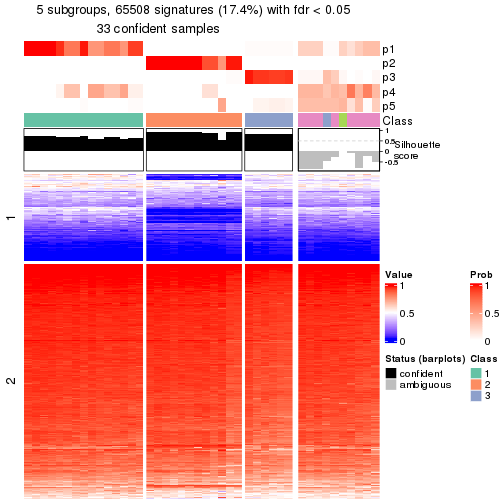 5 subgroups, 65508 signatures (17.4%) with fdr < 0.05
33 confident samples
p1
p2
p3
p4
p5
Class
1
0.5
0
-0.5
Silhouette
score
1
2
Value
1
0.5
0
Prob
1
0.5
0
Status (barplots)
confident
ambiguous
Class
1
2
3